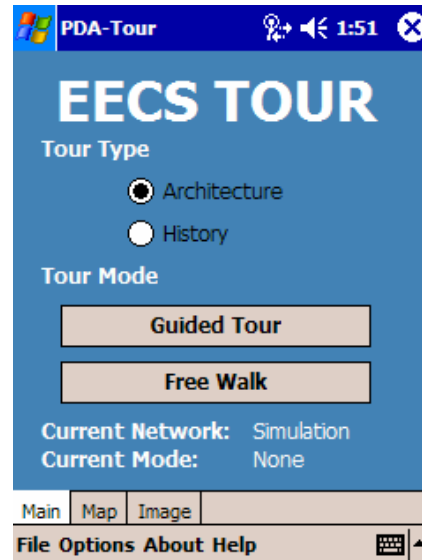 PDA-Tour 1:51
EECS TOUR
Tour Type
Architecture
History
Tour Mode
Guided Tour
Free Walk
Current Network: Simulation
Current Mode: None
Main Map Image
File Options About Help